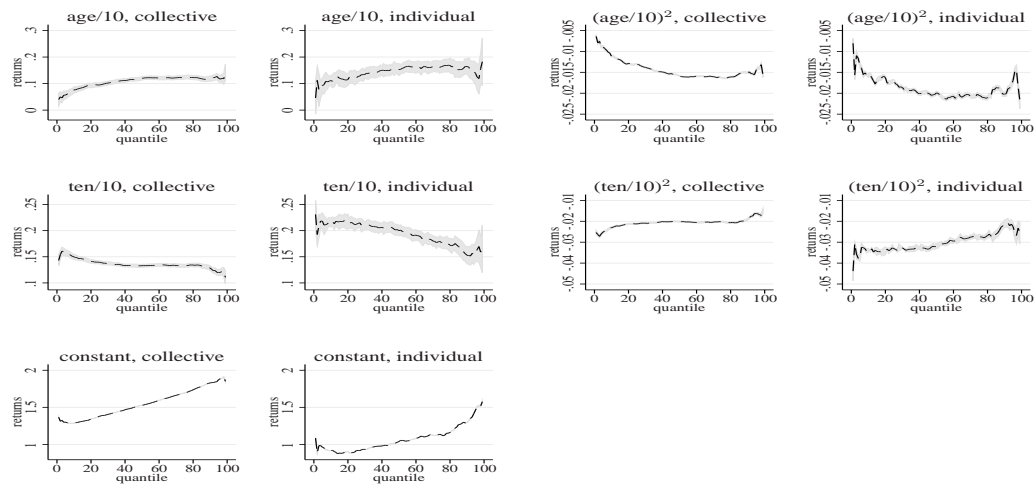 age/10, collective
returns
.3
.2
.1
0
0 20 40 60 80 100
quantile
age/10, individual
returns
.3
.2
.1
0
0 20 40 60 80 100
quantile
(age/10)², collective
returns
-.025 -.02 -.015 -.01 -.005
0 20 40 60 80 100
quantile
(age/10)², individual
returns
-.025 -.02 -.015 -.01 -.005
0 20 40 60 80 100
quantile
ten/10, collective
returns
.25
.2
.15
.1
0 20 40 60 80 100
quantile
ten/10, individual
returns
.25
.2
.15
.1
0 20 40 60 80 100
quantile
(ten/10)², collective
returns
-.05 -.04 -.03 -.02 -.01
0 20 40 60 80 100
quantile
(ten/10)², individual
returns
-.05 -.04 -.03 -.02 -.01
0 20 40 60 80 100
quantile
constant, collective
returns
2
1.5
1
0 20 40 60 80 100
quantile
constant, individual
returns
2
1.5
1
0 20 40 60 80 100
quantile